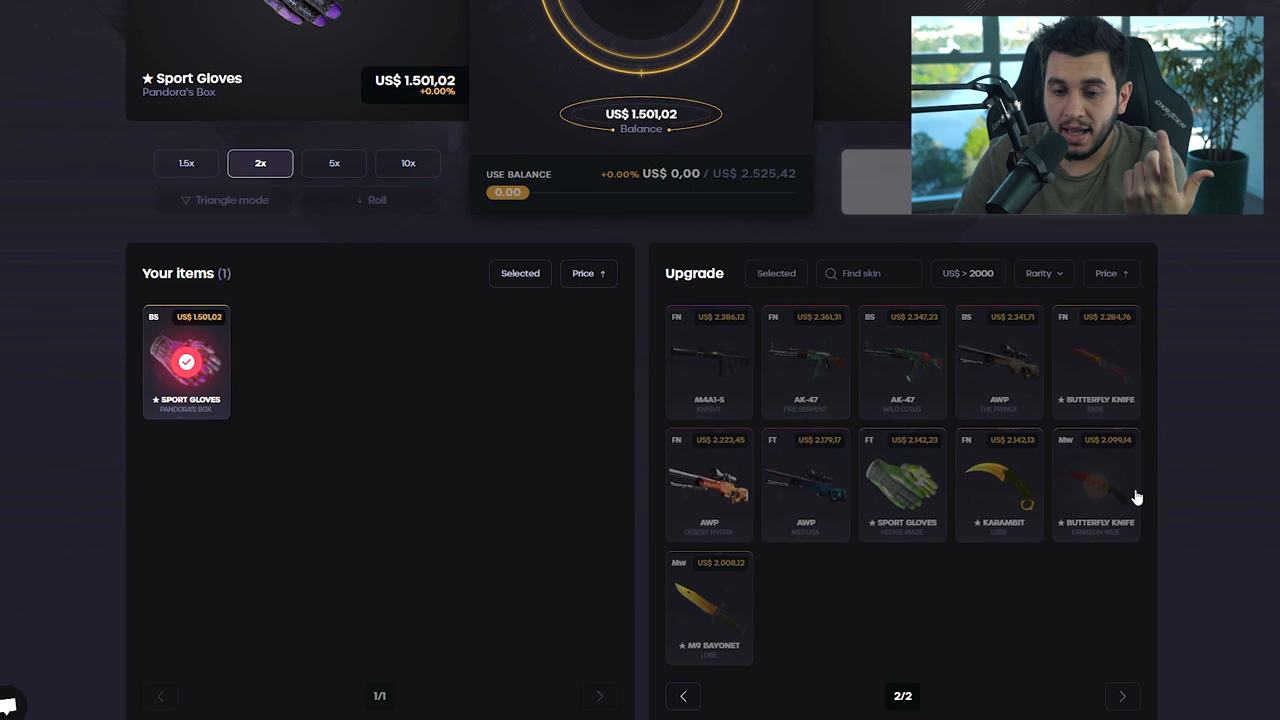 ★ Sport Gloves
Pandora's Box
US$ 1.501,02
+0.00%
US$ 1.501,02
Balance
1.5x
2x
5x
10x
▽ Triangle mode
↓ Roll
USE BALANCE
+0.00% US$ 0,00 / US$ 2.525,42
0.00
Your items (1)
Selected
Price ↑
BS
US$ 1.501,02
★ SPORT GLOVES
PANDORA'S BOX
1/1
Upgrade
Selected
Find skin
US$ > 2000
Rarity
Price ↑
FN
US$ 2.386,12
M4A1-S
KNIGHT
FN
US$ 2.361,31
AK-47
FIRE SERPENT
BS
US$ 2.347,23
AK-47
WILD LOTUS
BS
US$ 2.341,71
AWP
THE PRINCE
FN
US$ 2.284,76
★ BUTTERFLY KNIFE
FADE
FN
US$ 2.223,45
AWP
DESERT HYDRA
FT
US$ 2.179,17
AWP
MEDUSA
FT
US$ 2.142,23
★ SPORT GLOVES
HEDGE MAZE
FN
US$ 2.142,13
★ KARAMBIT
LORE
MW
US$ 2.099,14
★ BUTTERFLY KNIFE
CRIMSON WEB
MW
US$ 2.008,12
★ M9 BAYONET
LORE
2/2